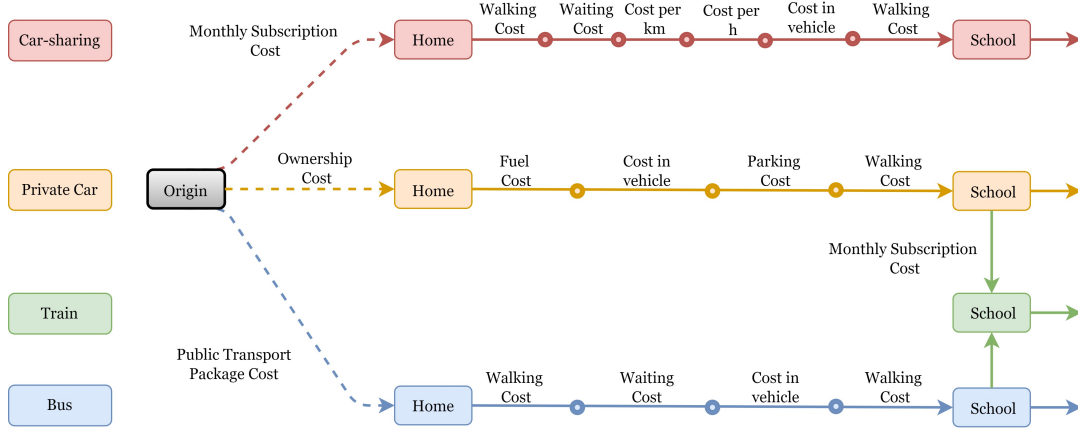 Car-sharing
Monthly Subscription
Cost
Home
Walking
Cost
Waiting
Cost
Cost per
km
Cost per
h
Cost in
vehicle
Walking
Cost
School
Private Car
Origin
Ownership
Cost
Home
Fuel
Cost
Cost in
vehicle
Parking
Cost
Walking
Cost
School
Monthly Subscription
Cost
Train
School
Public Transport
Package Cost
Bus
Home
Walking
Cost
Waiting
Cost
Cost in
vehicle
Walking
Cost
School